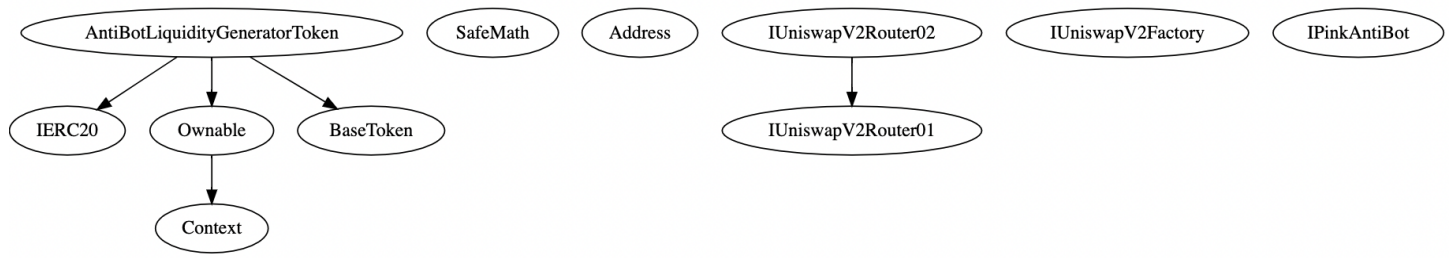 AntiBotLiquidityGeneratorToken
SafeMath
Address
IUniswapV2Router02
IUniswapV2Factory
IPinkAntiBot
IERC20
Ownable
BaseToken
IUniswapV2Router01
Context